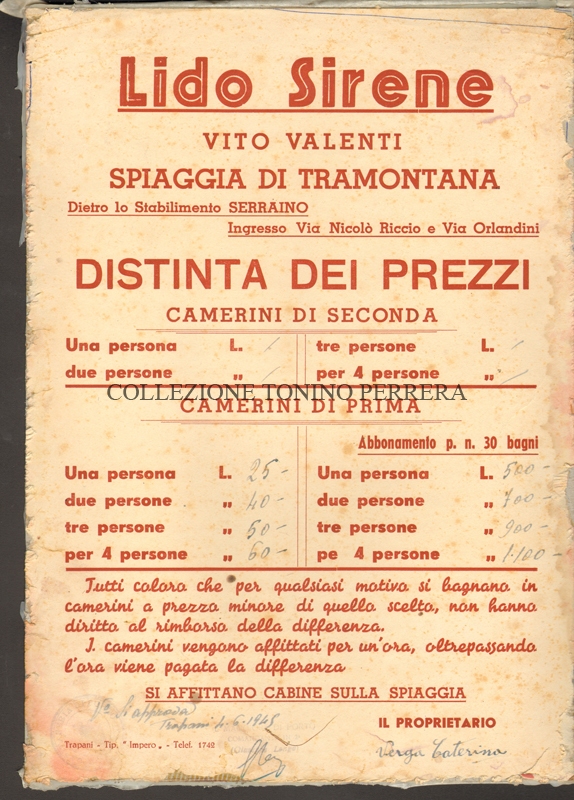 Lido Sirene
VITO VALENTI
SPIAGGIA DI TRAMONTANA
Dietro lo Stabilimento SERRAINO
Ingresso Via Nicolò Riccio e Via Orlandini
DISTINTA DEI PREZZI
CAMERINI DI SECONDA
Una persona L. / tre persone L. /
due persone „ / per 4 persone „ /
COLLEZIONE TONINO PERRERA
CAMERINI DI PRIMA
Abbonamento p. n. 30 bagni
Una persona L. 25- Una persona L. 500-
due persone „ 40- due persone „ 700-
tre persone „ 50- tre persone „ 900-
per 4 persone „ 60- pe 4 persone „ 1.100-
Tutti coloro che per qualsiasi motivo si bagnano in
camerini a prezzo minore di quello scelto, non hanno
diritto al rimborso della differenza.
I. camerini vengono affittati per un'ora, oltrepassando
l'ora viene pagata la differenza
SI AFFITTANO CABINE SULLA SPIAGGIA
Si approva
Trapani 4.6.1945
IL PROPRIETARIO
Trapani - Tip. " Impero „ - Telef. 1742
Verga Caterina